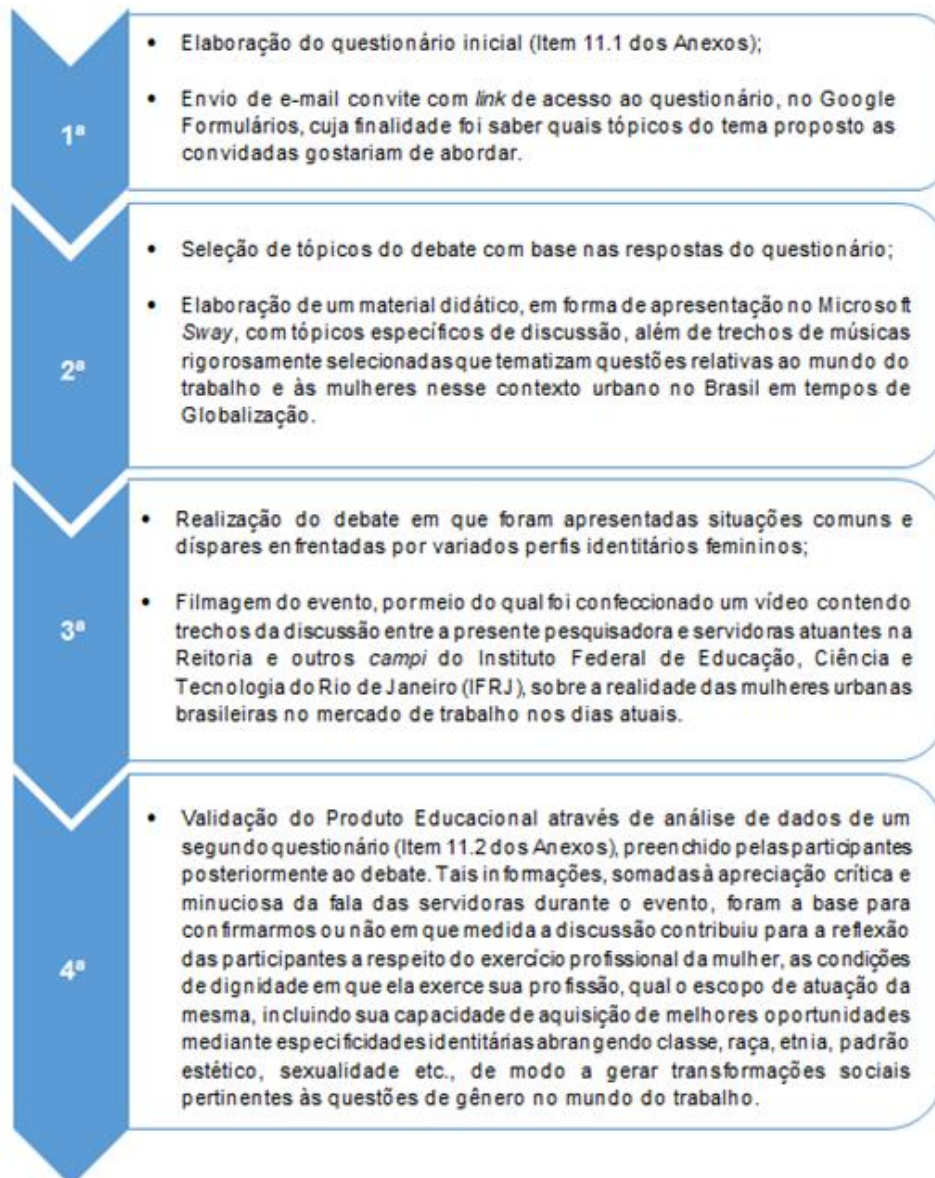 1ª
• Elaboração do questionário inicial (Item 11.1 dos Anexos);
• Envio de e-mail convite com link de acesso ao questionário, no Google
Formulários, cuja finalidade foi saber quais tópicos do tema proposto as
convidadas gostariam de abordar.
2ª
• Seleção de tópicos do debate com base nas respostas do questionário;
• Elaboração de um material didático, em forma de apresentação no Microsoft
Sway, com tópicos específicos de discussão, além de trechos de músicas
rigorosamente selecionadas que tematizam questões relativas ao mundo do
trabalho e às mulheres nesse contexto urbano no Brasil em tempos de
Globalização.
3ª
• Realização do debate em que foram apresentadas situações comuns e
díspares enfrentadas por variados perfis identitários femininos;
• Filmagem do evento, por meio do qual foi confeccionado um vídeo contendo
trechos da discussão entre a presente pesquisadora e servidoras atuantes na
Reitoria e outros campi do Instituto Federal de Educação, Ciência e
Tecnologia do Rio de Janeiro (IFRJ), sobre a realidade das mulheres urbanas
brasileiras no mercado de trabalho nos dias atuais.
4ª
• Validação do Produto Educacional através de análise de dados de um
segundo questionário (Item 11.2 dos Anexos), preenchido pelas participantes
posteriormente ao debate. Tais informações, somadas à apreciação crítica e
minuciosa da fala das servidoras durante o evento, foram a base para
confirmarmos ou não em que medida a discussão contribuiu para a reflexão
das participantes a respeito do exercício profissional da mulher, as condições
de dignidade em que ela exerce sua profissão, qual o escopo de atuação da
mesma, incluindo sua capacidade de aquisição de melhores oportunidades
mediante especificidades identitárias abrangendo classe, raça, etnia, padrão
estético, sexualidade etc., de modo a gerar transformações sociais
pertinentes às questões de gênero no mundo do trabalho.